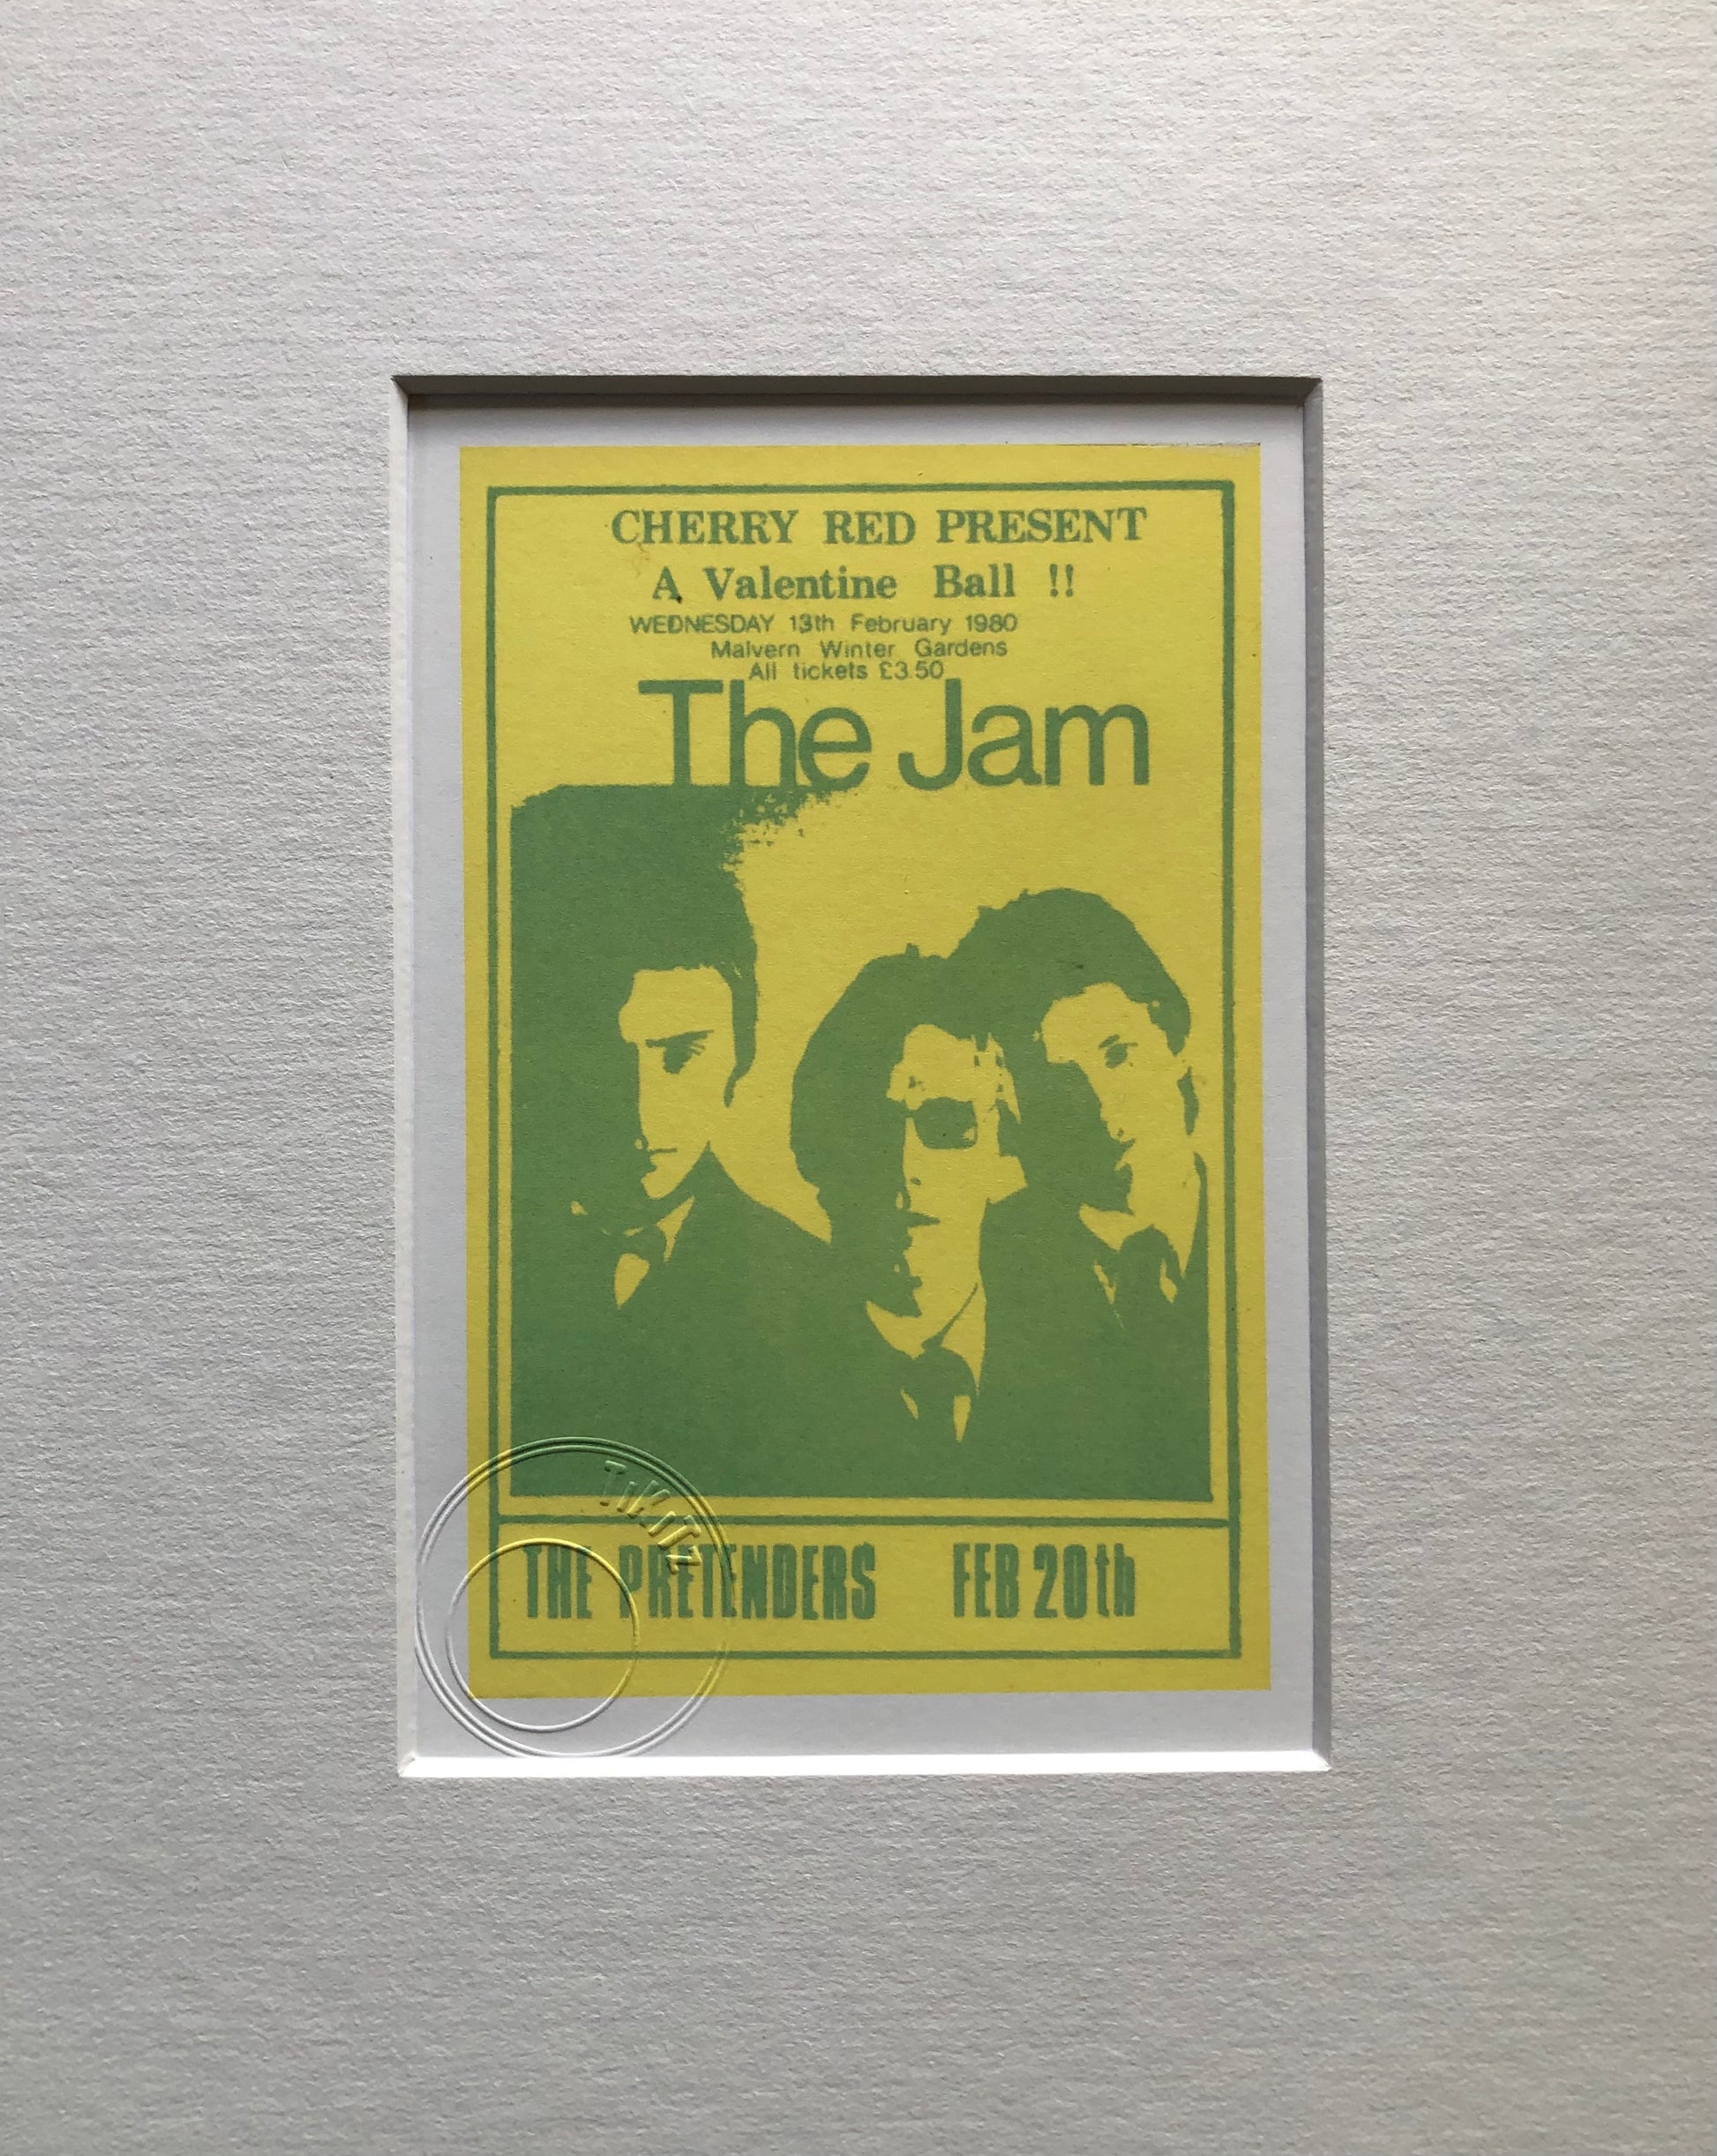 CHERRY RED PRESENT
A Valentine Ball !!
WEDNESDAY 13th February 1980
Malvern Winter Gardens
All tickets £3.50
The Jam
TiKiTz
THE PRETENDERS FEB 20th